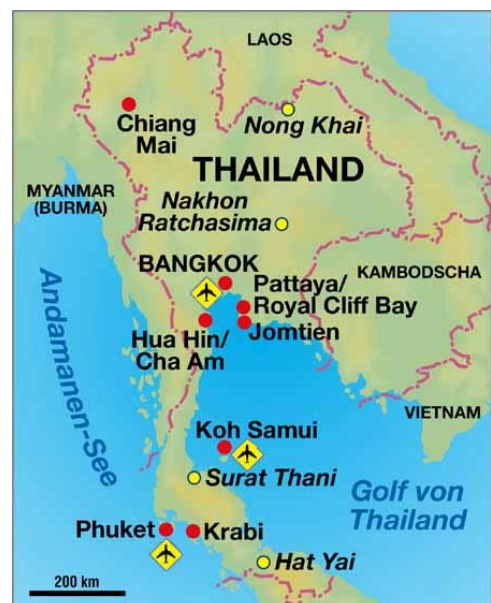 LAOS
Chiang
Mai
Nong Khai
THAILAND
MYANMAR
(BURMA)
Nakhon
Ratchasima
BANGKOK
Pattaya/
Royal Cliff Bay
KAMBODSCHA
Jomtien
Hua Hin/
Cha Am
Andamanen-See
VIETNAM
Koh Samui
Surat Thani
Golf von
Thailand
Phuket
Krabi
Hat Yai
200 km